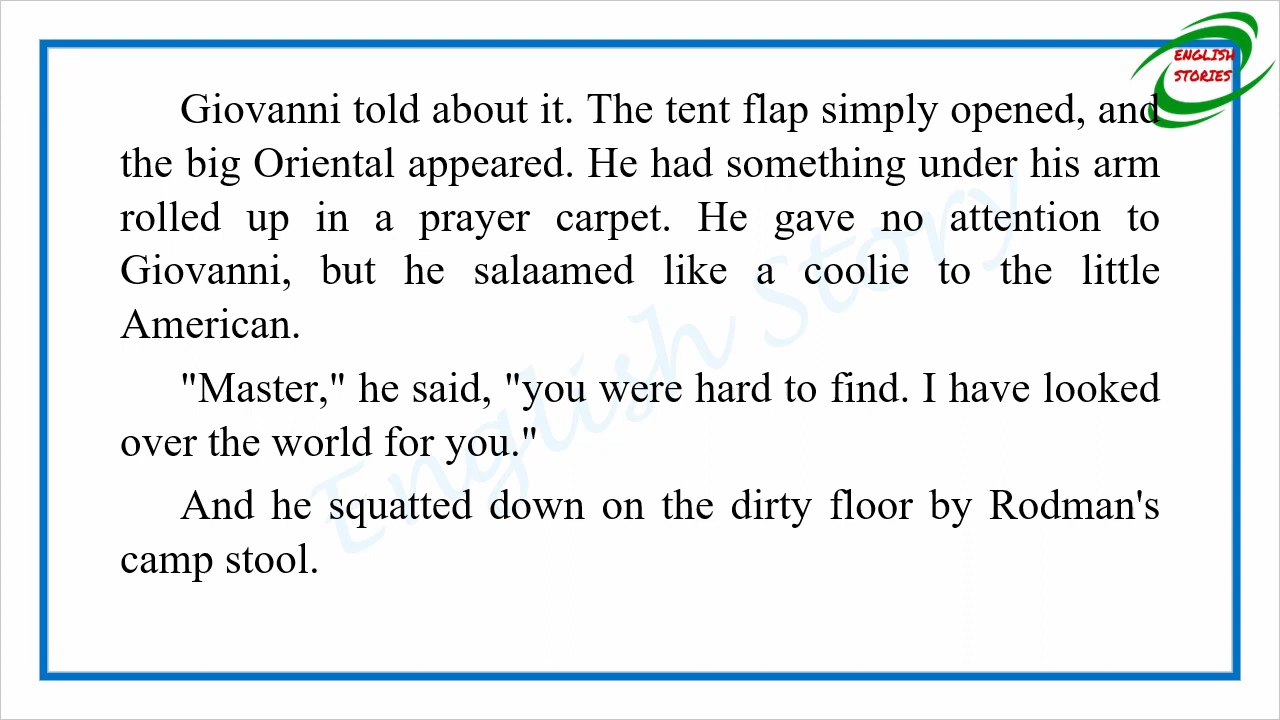 ENGLISH
STORIES
Giovanni told about it. The tent flap simply opened, and
the big Oriental appeared. He had something under his arm
rolled up in a prayer carpet. He gave no attention to
Giovanni, but he salaamed like a coolie to the little
American.
"Master," he said, "you were hard to find. I have looked
over the world for you."
And he squatted down on the dirty floor by Rodman's
camp stool.
English Story